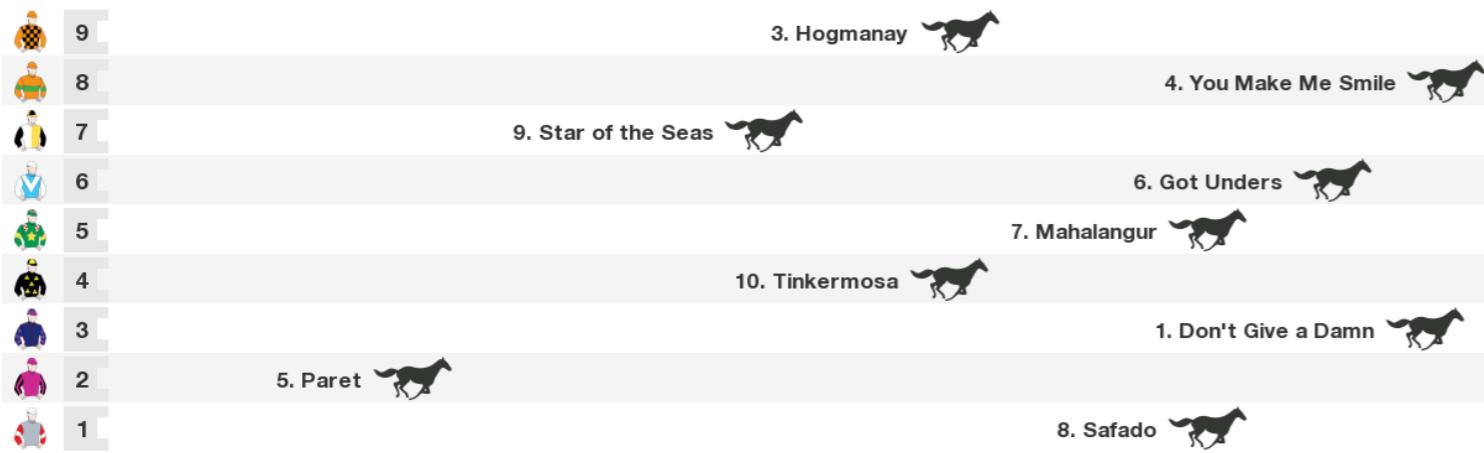 9 3. Hogmanay
8 4. You Make Me Smile
7 9. Star of the Seas
6 6. Got Unders
5 7. Mahalangur
4 10. Tinkermosa
3 1. Don't Give a Damn
2 5. Paret
1 8. Safado